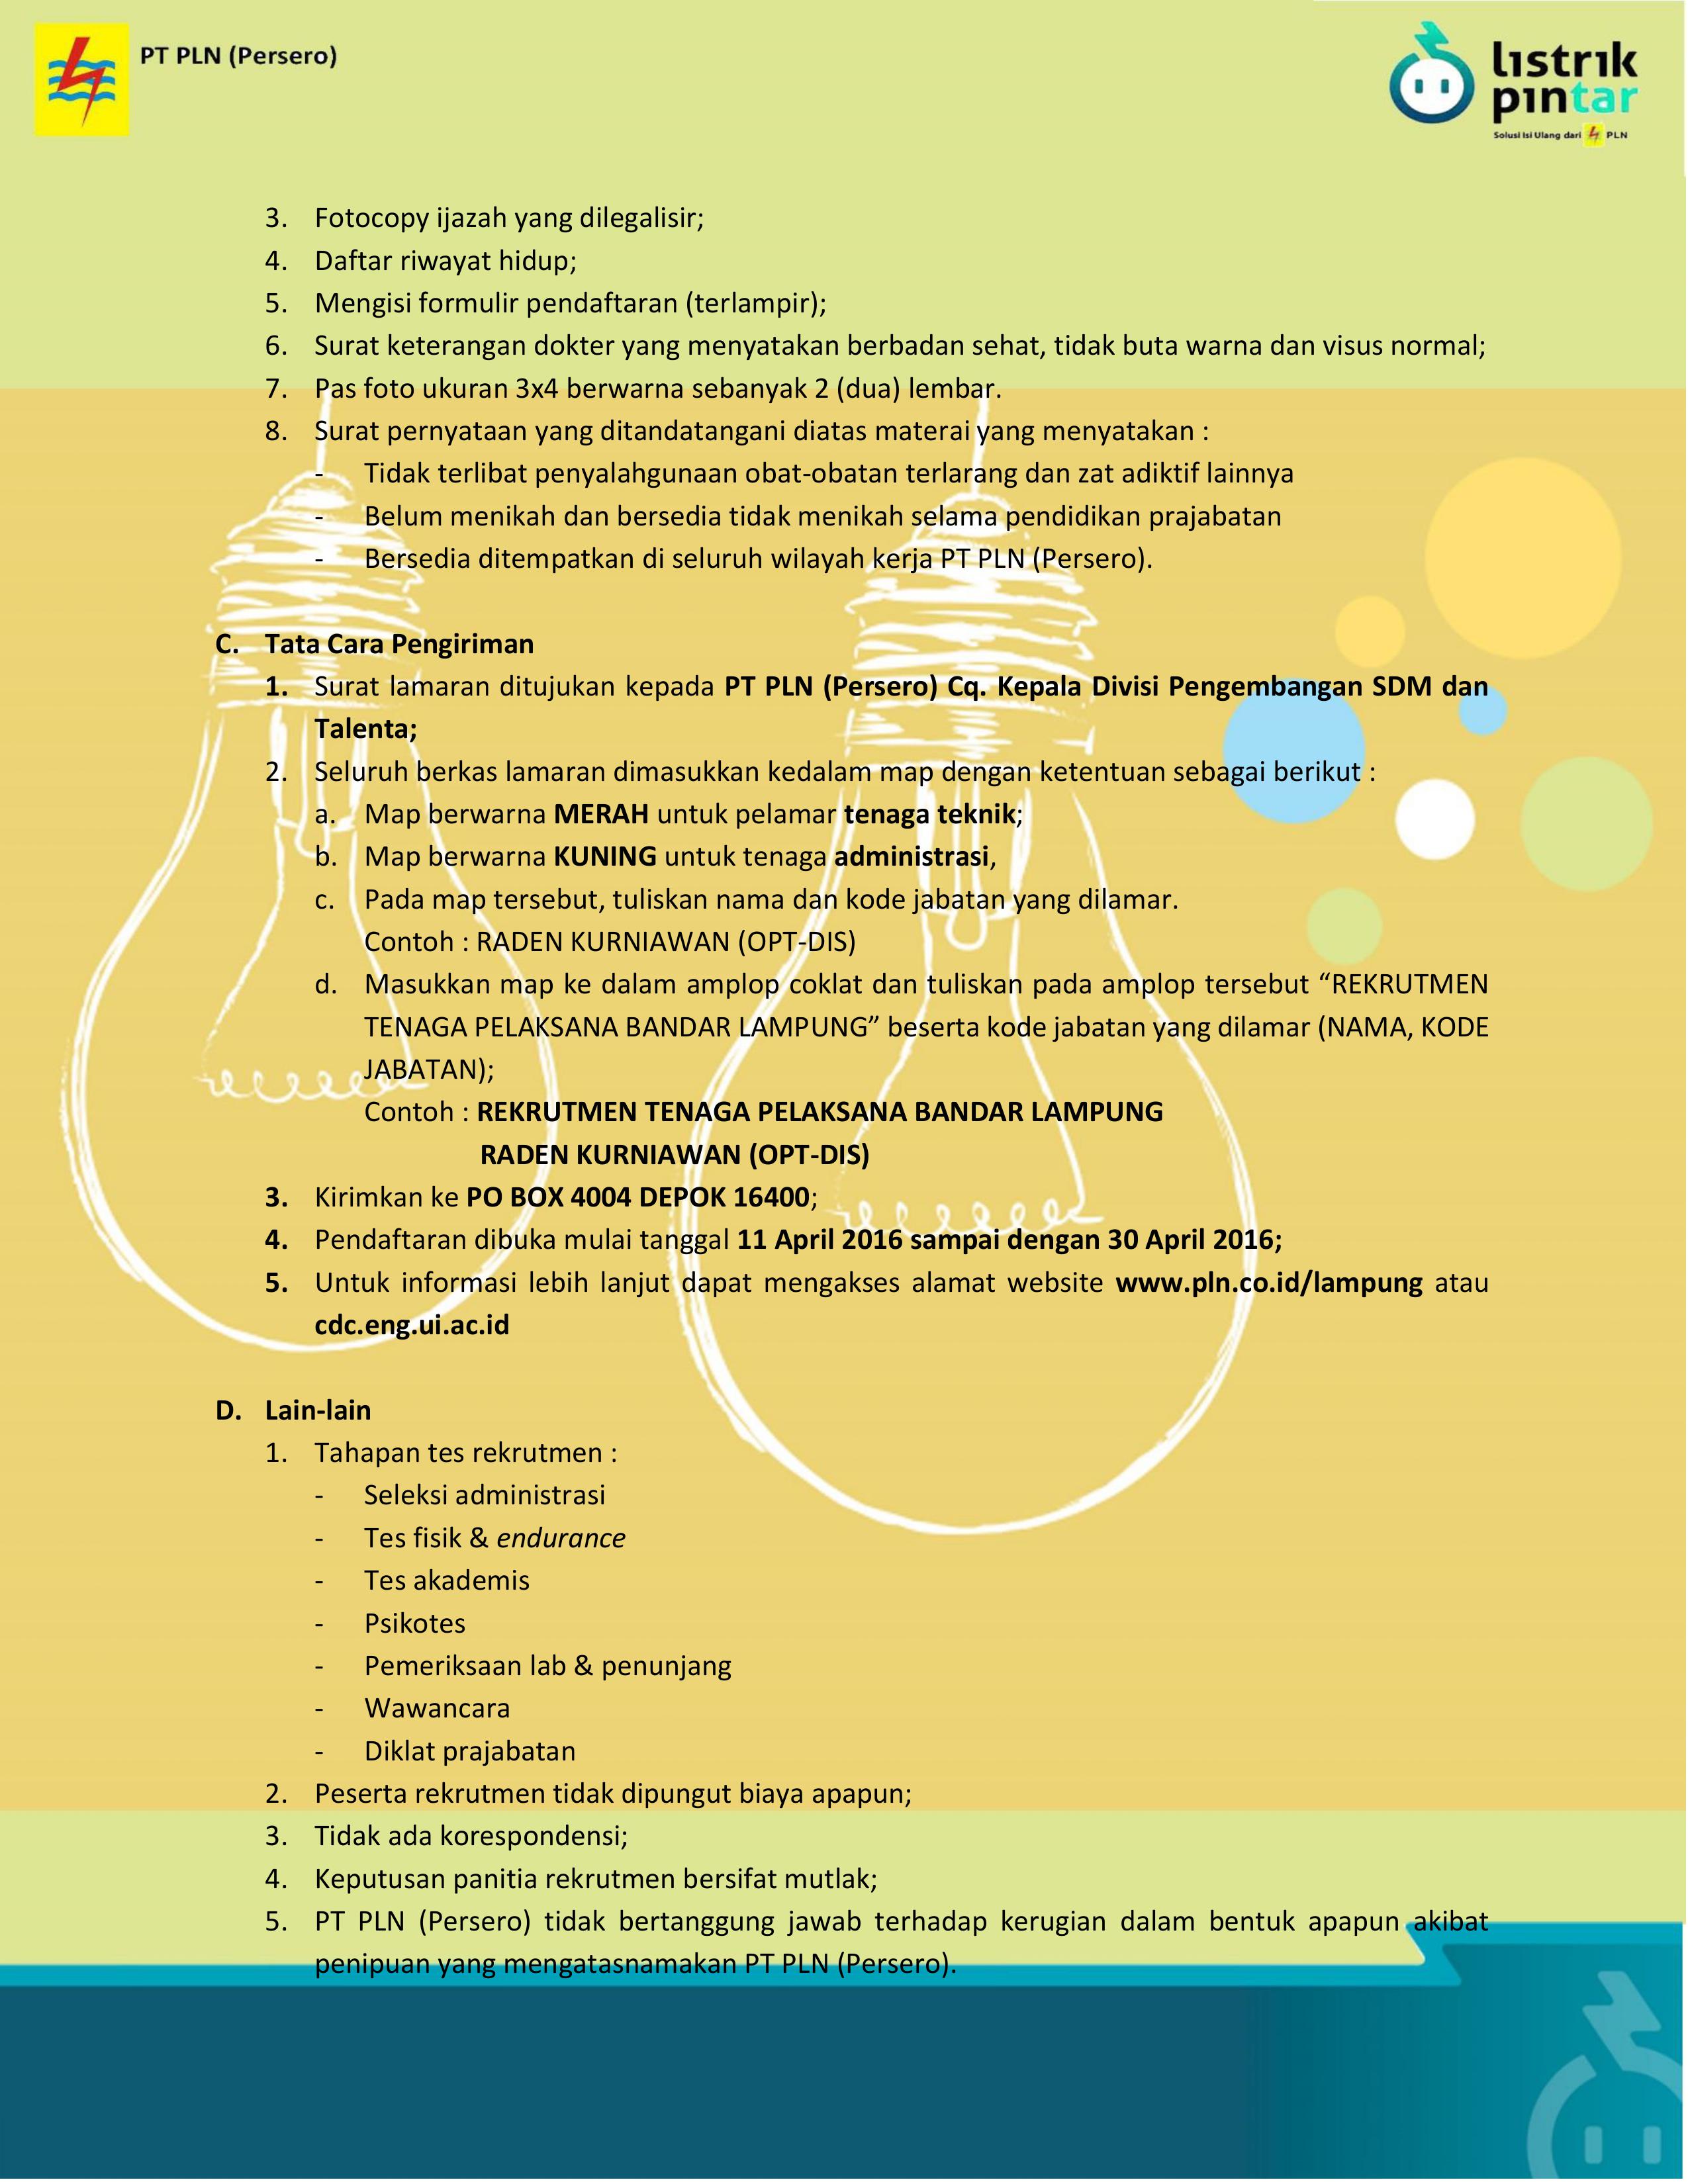 PT PLN (Persero)
listrik
pintar
Solusi Isi Ulang dari PLN
3. Fotocopy ijazah yang dilegalisir;
4. Daftar riwayat hidup;
5. Mengisi formulir pendaftaran (terlampir);
6. Surat keterangan dokter yang menyatakan berbadan sehat, tidak buta warna dan visus normal;
7. Pas foto ukuran 3x4 berwarna sebanyak 2 (dua) lembar.
8. Surat pernyataan yang ditandatangani diatas materai yang menyatakan :
- Tidak terlibat penyalahgunaan obat-obatan terlarang dan zat adiktif lainnya
- Belum menikah dan bersedia tidak menikah selama pendidikan prajabatan
- Bersedia ditempatkan di seluruh wilayah kerja PT PLN (Persero).
C. Tata Cara Pengiriman
1. Surat lamaran ditujukan kepada PT PLN (Persero) Cq. Kepala Divisi Pengembangan SDM dan
Talenta;
2. Seluruh berkas lamaran dimasukkan kedalam map dengan ketentuan sebagai berikut :
a. Map berwarna MERAH untuk pelamar tenaga teknik;
b. Map berwarna KUNING untuk tenaga administrasi,
c. Pada map tersebut, tuliskan nama dan kode jabatan yang dilamar.
Contoh : RADEN KURNIAWAN (OPT-DIS)
d. Masukkan map ke dalam amplop coklat dan tuliskan pada amplop tersebut “REKRUTMEN
TENAGA PELAKSANA BANDAR LAMPUNG” beserta kode jabatan yang dilamar (NAMA, KODE
JABATAN);
Contoh : REKRUTMEN TENAGA PELAKSANA BANDAR LAMPUNG
RADEN KURNIAWAN (OPT-DIS)
3. Kirimkan ke PO BOX 4004 DEPOK 16400;
4. Pendaftaran dibuka mulai tanggal 11 April 2016 sampai dengan 30 April 2016;
5. Untuk informasi lebih lanjut dapat mengakses alamat website www.pln.co.id/lampung atau
cdc.eng.ui.ac.id
D. Lain-lain
1. Tahapan tes rekrutmen :
- Seleksi administrasi
- Tes fisik & endurance
- Tes akademis
- Psikotes
- Pemeriksaan lab & penunjang
- Wawancara
- Diklat prajabatan
2. Peserta rekrutmen tidak dipungut biaya apapun;
3. Tidak ada korespondensi;
4. Keputusan panitia rekrutmen bersifat mutlak;
5. PT PLN (Persero) tidak bertanggung jawab terhadap kerugian dalam bentuk apapun akibat
penipuan yang mengatasnamakan PT PLN (Persero).